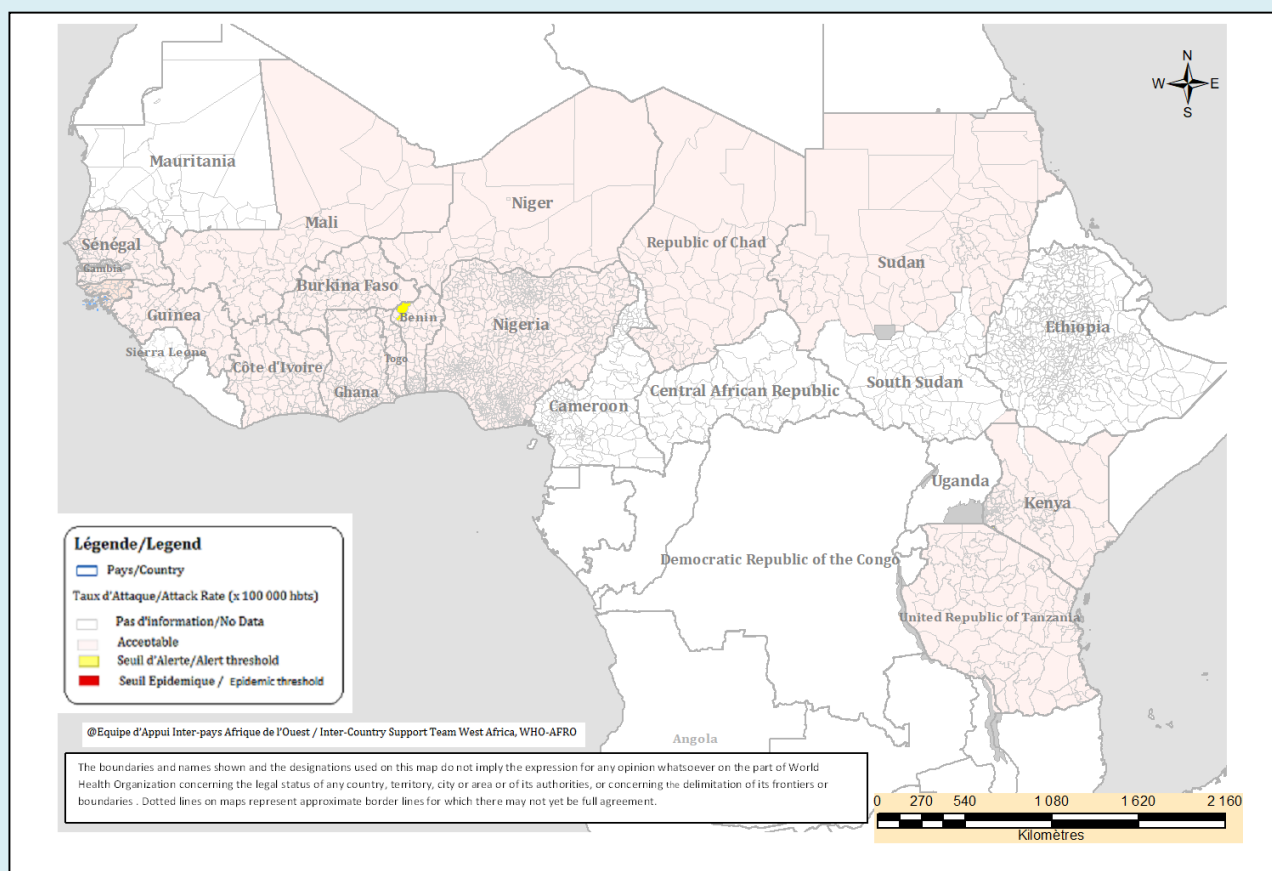 N
W E
S
Mauritania
Mali
Niger
Republic of Chad
Sudan
Sénégal
Gambia
Burkina Faso
Benin
Guinea
Nigeria
Ethiopia
Sierra Leone
Côte d'Ivoire
Togo
Ghana
Cameroon
Central African Republic
South Sudan
Uganda
Kenya
Democratic Republic of the Congo
United Republic of Tanzania
Angola
Légende/Legend
Pays/Country
Taux d'Attaque/Attack Rate (x 100 000 hbts)
Pas d'information/No Data
Acceptable
Seuil d'Alerte/Alert threshold
Seuil Epidemique / Epidemic threshold
@Equipe d'Appui Inter-pays Afrique de l'Ouest / Inter-Country Support Team West Africa, WHO-AFRO
The boundaries and names shown and the designations used on this map do not imply the expression for any opinion whatsoever on the part of World
Health Organization concerning the legal status of any country, territory, city or area or of its authorities, or concerning the delimitation of its frontiers or
boundaries . Dotted lines on maps represent approximate border lines for which there may not yet be full agreement.
0 270 540 1 080 1 620 2 160
Kilomètres